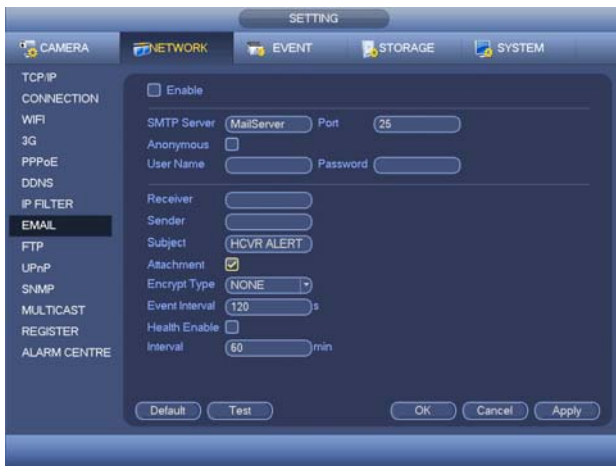 SETTING
CAMERA NETWORK EVENT STORAGE SYSTEM
TCP/IP
CONNECTION
WIFI
3G
PPPoE
DDNS
IP FILTER
EMAIL
FTP
UPnP
SNMP
MULTICAST
REGISTER
ALARM CENTRE
Enable
SMTP Server MailServer Port 25
Anonymous
User Name Password
Receiver
Sender
Subject HCVR ALERT
Attachment
Encrypt Type NONE
Event Interval 120 s
Health Enable
Interval 60 min
Default Test OK Cancel Apply